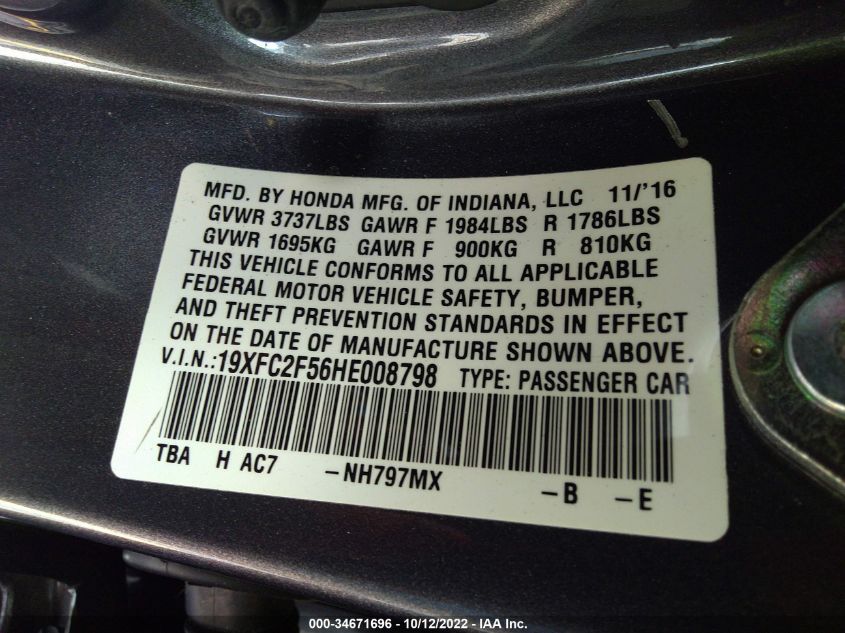 MFD. BY HONDA MFG. OF INDIANA, LLC 11/'16
GVWR 3737LBS GAWR F 1984LBS R 1786LBS
GVWR 1695KG GAWR F 900KG R 810KG
THIS VEHICLE CONFORMS TO ALL APPLICABLE
FEDERAL MOTOR VEHICLE SAFETY, BUMPER,
AND THEFT PREVENTION STANDARDS IN EFFECT
ON THE DATE OF MANUFACTURE SHOWN ABOVE.
V.I.N.:19XFC2F56HE008798 TYPE: PASSENGER CAR
TBA H AC7 -NH797MX -B -E
000-34671696 - 10/12/2022 - IAA Inc.